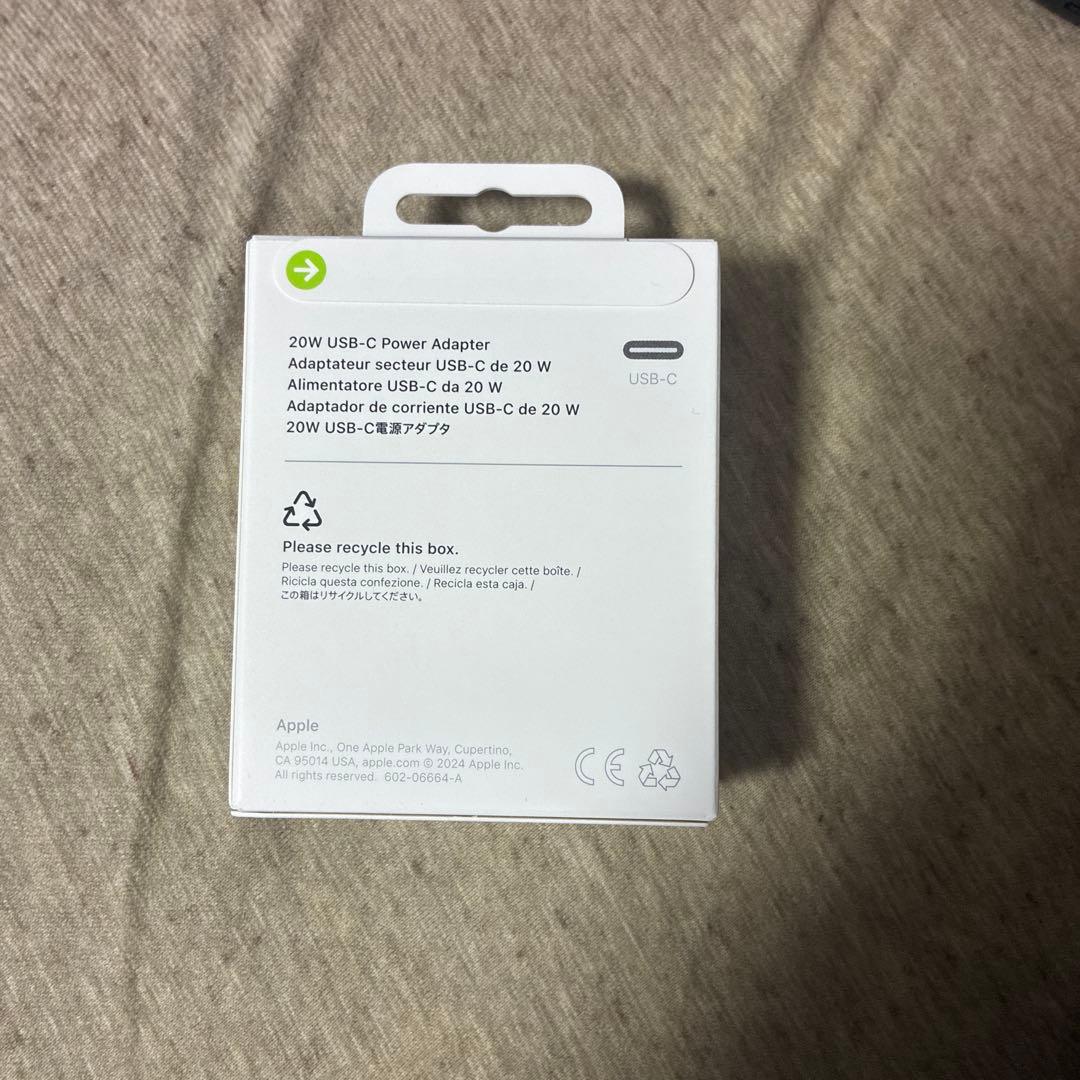 20W USB-C Power Adapter
Adaptateur secteur USB-C de 20 W
Alimentatore USB-C da 20 W
Adaptador de corriente USB-C de 20 W
20W USB-C電源アダプタ
USB-C
Please recycle this box.
Please recycle this box. / Veuillez recycler cette boîte. /
Ricicla questa confezione. / Recicla esta caja. /
この箱はリサイクルしてください。
Apple
Apple Inc., One Apple Park Way, Cupertino,
CA 95014 USA, apple.com © 2024 Apple Inc.
All rights reserved. 602-06664-A
CE